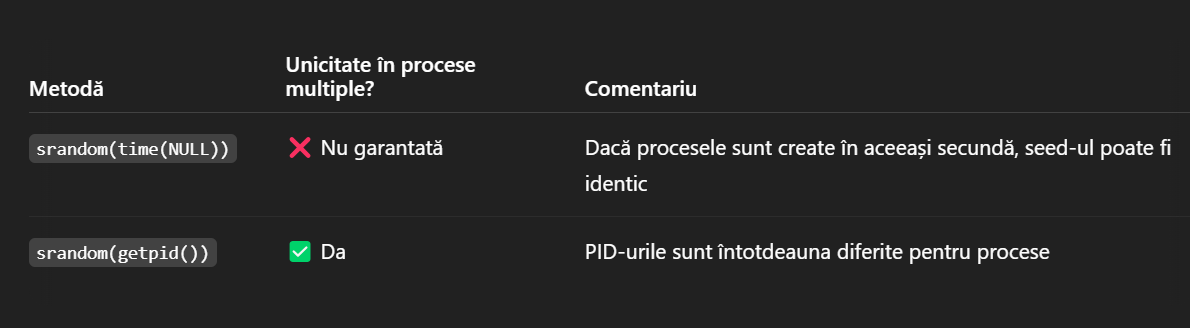 Metodă
Unicitate în procese
multiple?
Comentariu
srandom(time(NULL))
❌ Nu garantată
Dacă procesele sunt create în aceeași secundă, seed-ul poate fi
identic
srandom(getpid())
✅ Da
PID-urile sunt întotdeauna diferite pentru procese